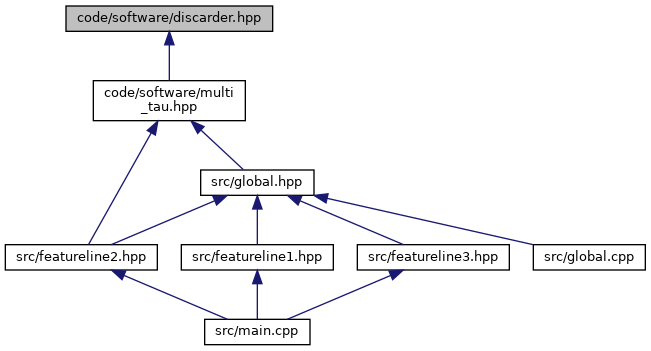 code/software/discarder.hpp
code/software/multi
_tau.hpp
src/global.hpp
src/featureline2.hpp
src/featureline1.hpp
src/featureline3.hpp
src/global.cpp
src/main.cpp